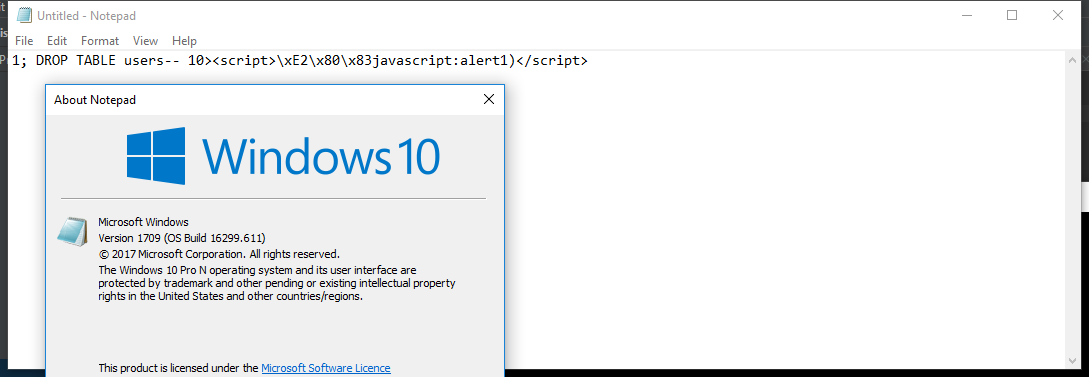 Untitled - Notepad
File Edit Format View Help
1; DROP TABLE users-- 10><script>\xE2\x80\x83javascript:alert1)</script>
About Notepad
Windows 10
Microsoft Windows
Version 1709 (OS Build 16299.611)
© 2017 Microsoft Corporation. All rights reserved.
The Windows 10 Pro N operating system and its user interface are
protected by trademark and other pending or existing intellectual property
rights in the United States and other countries/regions.
This product is licensed under the Microsoft Software Licence